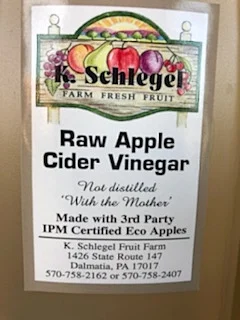 K. Schlegel
FARM FRESH FRUIT
Raw Apple
Cider Vinegar
Not distilled
'With the Mother'
Made with 3rd Party
IPM Certified Eco Apples
K. Schlegel Fruit Farm
1426 State Route 147
Dalmatia, PA 17017
570-758-2162 or 570-758-2407